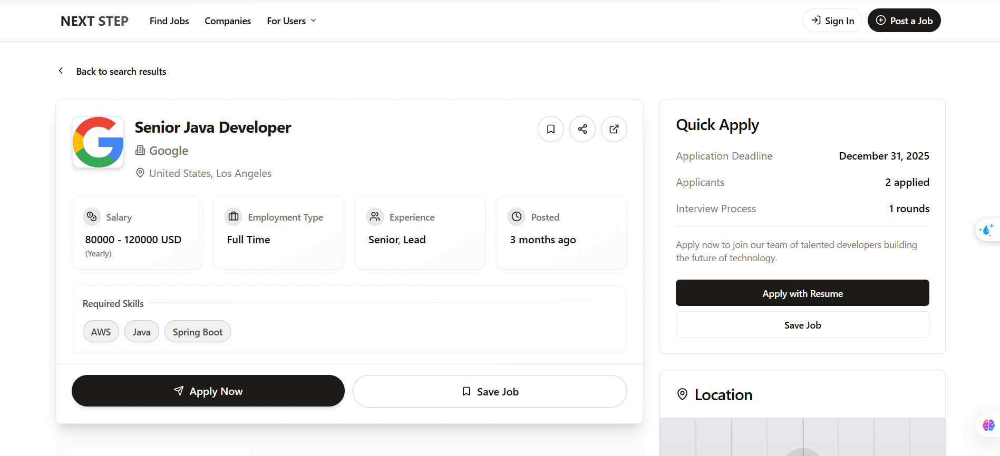 NEXT STEP
Find Jobs
Companies
For Users
Sign In
Post a Job
Back to search results
Senior Java Developer
Google
United States, Los Angeles
Salary
80000 - 120000 USD
(Yearly)
Employment Type
Full Time
Experience
Senior, Lead
Posted
3 months ago
Required Skills
AWS
Java
Spring Boot
Apply Now
Save Job
Quick Apply
Application Deadline
December 31, 2025
Applicants
2 applied
Interview Process
1 rounds
Apply now to join our team of talented developers building
the future of technology.
Apply with Resume
Save Job
Location